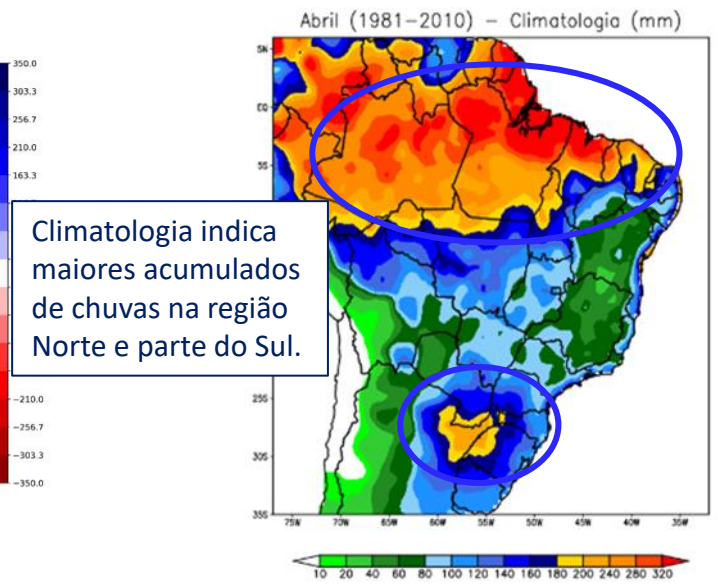 Abril (1981–2010) – Climatologia (mm)
350.0
303.3
256.7
210.0
163.3
−210.0
−256.7
−303.3
−350.0
Climatologia indica
maiores acumulados
de chuvas na região
Norte e parte do Sul.
5N
EQ
5S
25S
30S
35S
75W 70W 65W 60W 55W 50W 45W 40W 35W
10 20 40 60 80 100 120 140 160 180 200 240 280 320